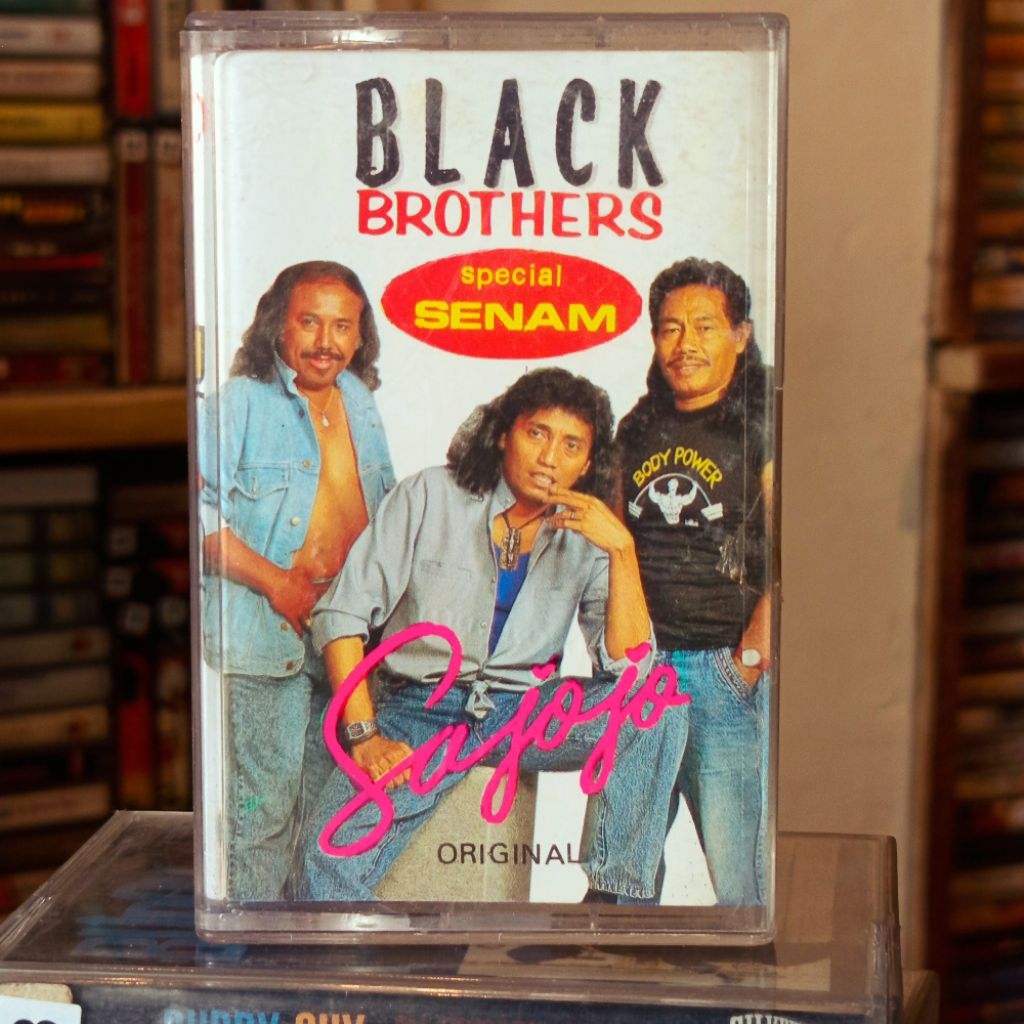 BLACK
BROTHERS
special
SENAM
BODY POWER
Sajojo
ORIGINAL